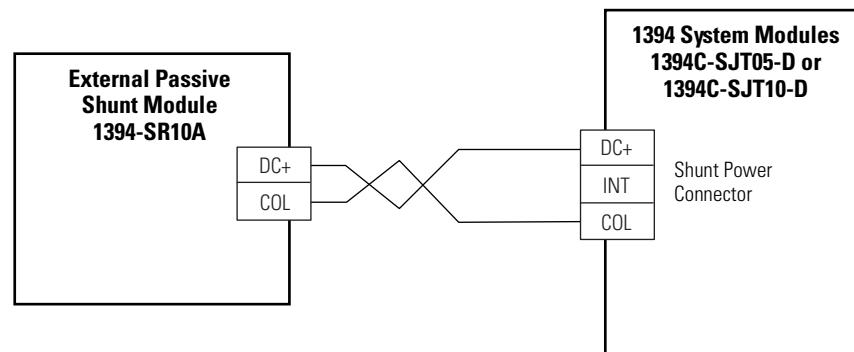 External Passive
Shunt Module
1394-SR10A
DC+
COL
1394 System Modules
1394C-SJT05-D or
1394C-SJT10-D
DC+
INT
COL
Shunt Power
Connector